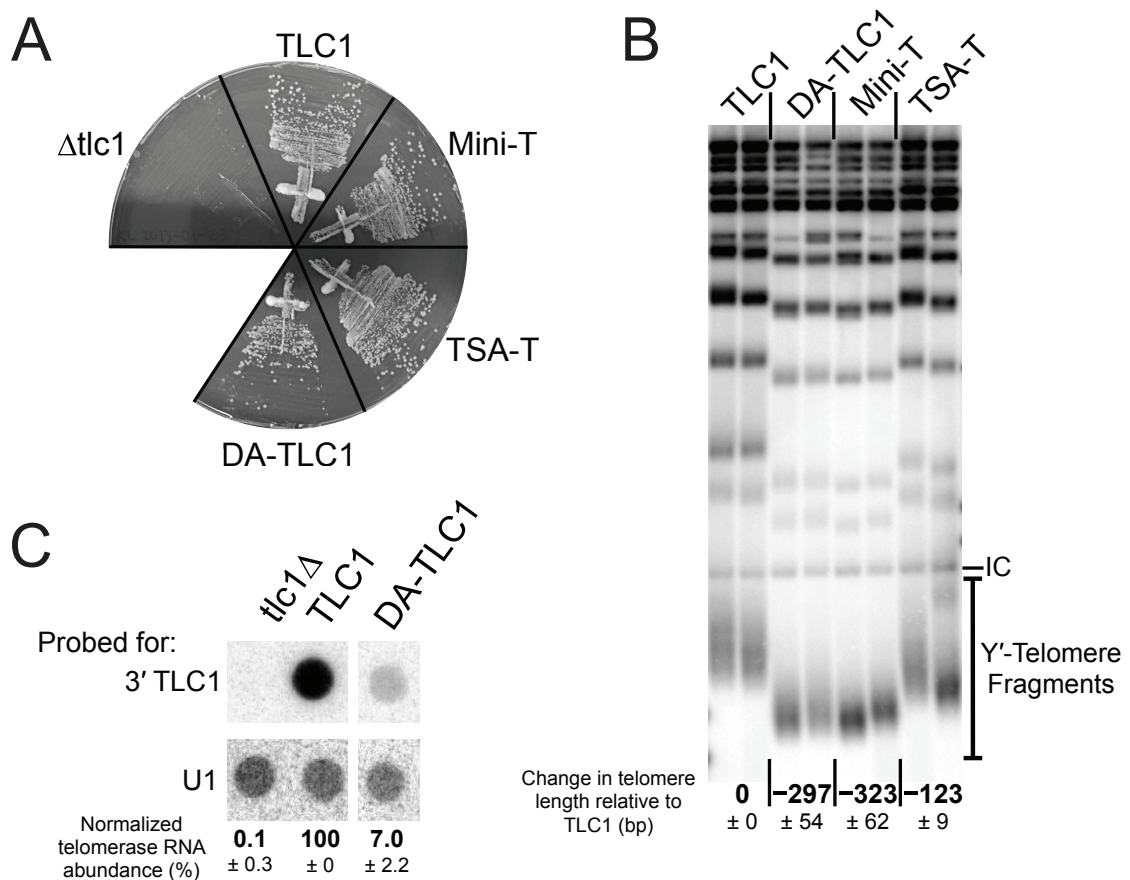 A
TLC1
Δtlc1
Mini-T
TSA-T
DA-TLC1
B
TLC1
DA-TLC1
Mini-T
TSA-T
IC
Y′-Telomere
Fragments
Change in telomere
length relative to
TLC1 (bp)
0 −297 −323 −123
± 0 ± 54 ± 62 ± 9
C
tlc1Δ
TLC1
DA-TLC1
Probed for:
3′ TLC1
U1
Normalized
telomerase RNA
abundance (%)
0.1 100 7.0
± 0.3 ± 0 ± 2.2